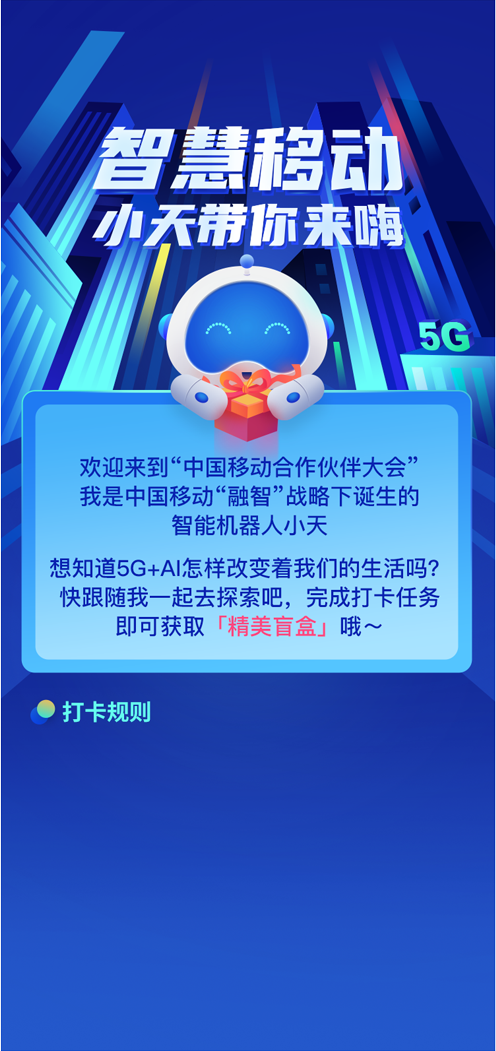 智慧移动
小天带你来嗨
5G
欢迎来到“中国移动合作伙伴大会”
我是中国移动“融智”战略下诞生的
智能机器人小天
想知道5G+AI怎样改变着我们的生活吗？
快跟随我一起去探索吧，完成打卡任务
即可获取「精美盲盒」哦～
打卡规则